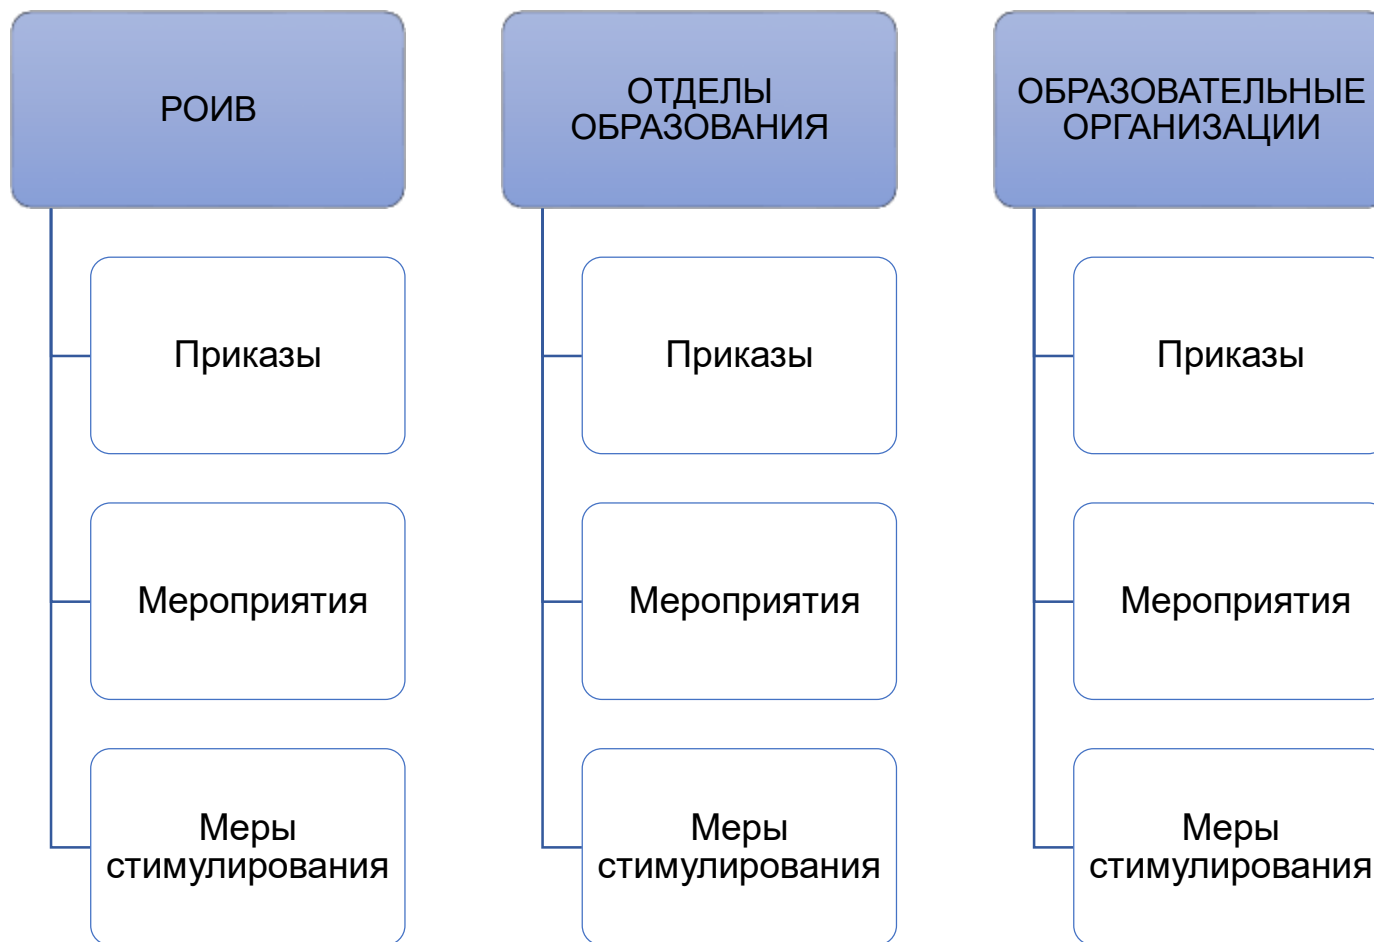 РОИВ
Приказы
Мероприятия
Меры
стимулирования
ОТДЕЛЫ
ОБРАЗОВАНИЯ
Приказы
Мероприятия
Меры
стимулирования
ОБРАЗОВАТЕЛЬНЫЕ
ОРГАНИЗАЦИИ
Приказы
Мероприятия
Меры
стимулирования